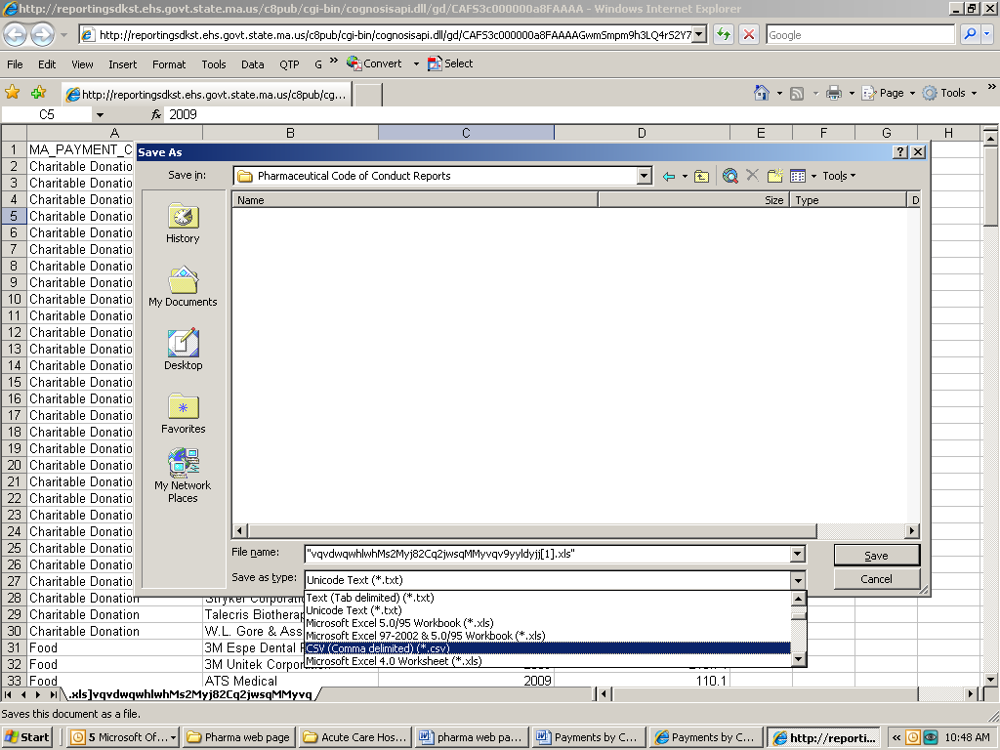 http://reportingsdkst.ehs.govt.state.ma.us/c8pub/cgi-bin/cognosisapi.dll/gd/CAFS3c000000a8FAAAA - Windows Internet Explorer
http://reportingsdkst.ehs.govt.state.ma.us/c8pub/cgi-bin/cognosisapi.dll/gd/CAFS3c000000a8FAAAAGwmSmpm9h3LQ4rS2Y7
Google
File Edit View Insert Format Tools Data QTP G » Convert Select
http://reportingsdkst.ehs.govt.state.ma.us/c8pub/cg...
Page Tools »
C5 fx 2009
A B C D E F G H
1 MA_PAYMENT_C
2 Charitable Donatio
3 Charitable Donatio
4 Charitable Donatio
5 Charitable Donatio
6 Charitable Donatio
7 Charitable Donatio
8 Charitable Donatio
9 Charitable Donatio
10 Charitable Donatio
11 Charitable Donatio
12 Charitable Donatio
13 Charitable Donatio
14 Charitable Donatio
15 Charitable Donatio
16 Charitable Donatio
17 Charitable Donatio
18 Charitable Donatio
19 Charitable Donatio
20 Charitable Donatio
21 Charitable Donatio
22 Charitable Donatio
23 Charitable Donatio
24 Charitable Donatio
25 Charitable Donatio
26 Charitable Donatio
27 Charitable Donatio
28 Charitable Donation Stryker Corporatio
29 Charitable Donation Talecris Biotherap
30 Charitable Donation W.L. Gore & Ass
31 Food 3M Espe Dental P
32 Food 3M Unitek Corporation
33 Food ATS Medical 2009 110.1
Save As
Save in: Pharmaceutical Code of Conduct Reports
Tools
Name Size Type D
History
My Documents
Desktop
Favorites
My Network
Places
File name: "vqvdwqwhlwhMs2Myj82Cq2jwsqMMyvqv9yyldyjj[1].xls"
Save
Save as type: Unicode Text (*.txt)
Cancel
Text (Tab delimited) (*.txt)
Unicode Text (*.txt)
Microsoft Excel 5.0/95 Workbook (*.xls)
Microsoft Excel 97-2002 & 5.0/95 Workbook (*.xls)
CSV (Comma delimited) (*.csv)
Microsoft Excel 4.0 Worksheet (*.xls)
.xls]vqvdwqwhlwhMs2Myj82Cq2jwsqMMyvq
Saves this document as a file.
Start 5 Microsoft Of... Pharma web page Acute Care Hos... pharma web pa... Payments by C... Payments by C... http://reporti... « 10:48 AM